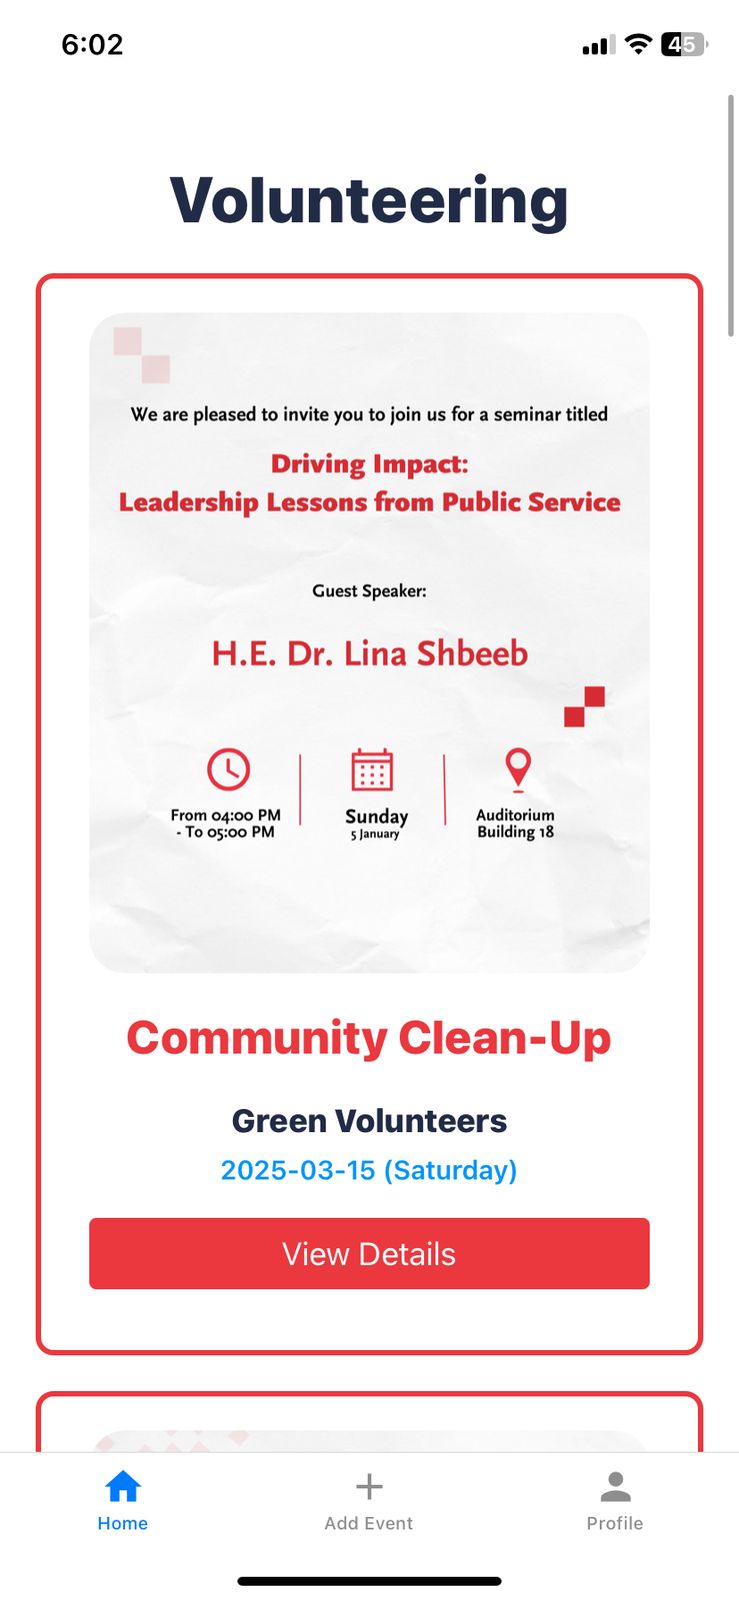 6:02
45
Volunteering
We are pleased to invite you to join us for a seminar titled
Driving Impact:
Leadership Lessons from Public Service
Guest Speaker:
H.E. Dr. Lina Shbeeb
From 04:00 PM
- To 05:00 PM
Sunday
5 January
Auditorium
Building 18
Community Clean-Up
Green Volunteers
2025-03-15 (Saturday)
View Details
Home
Add Event
Profile